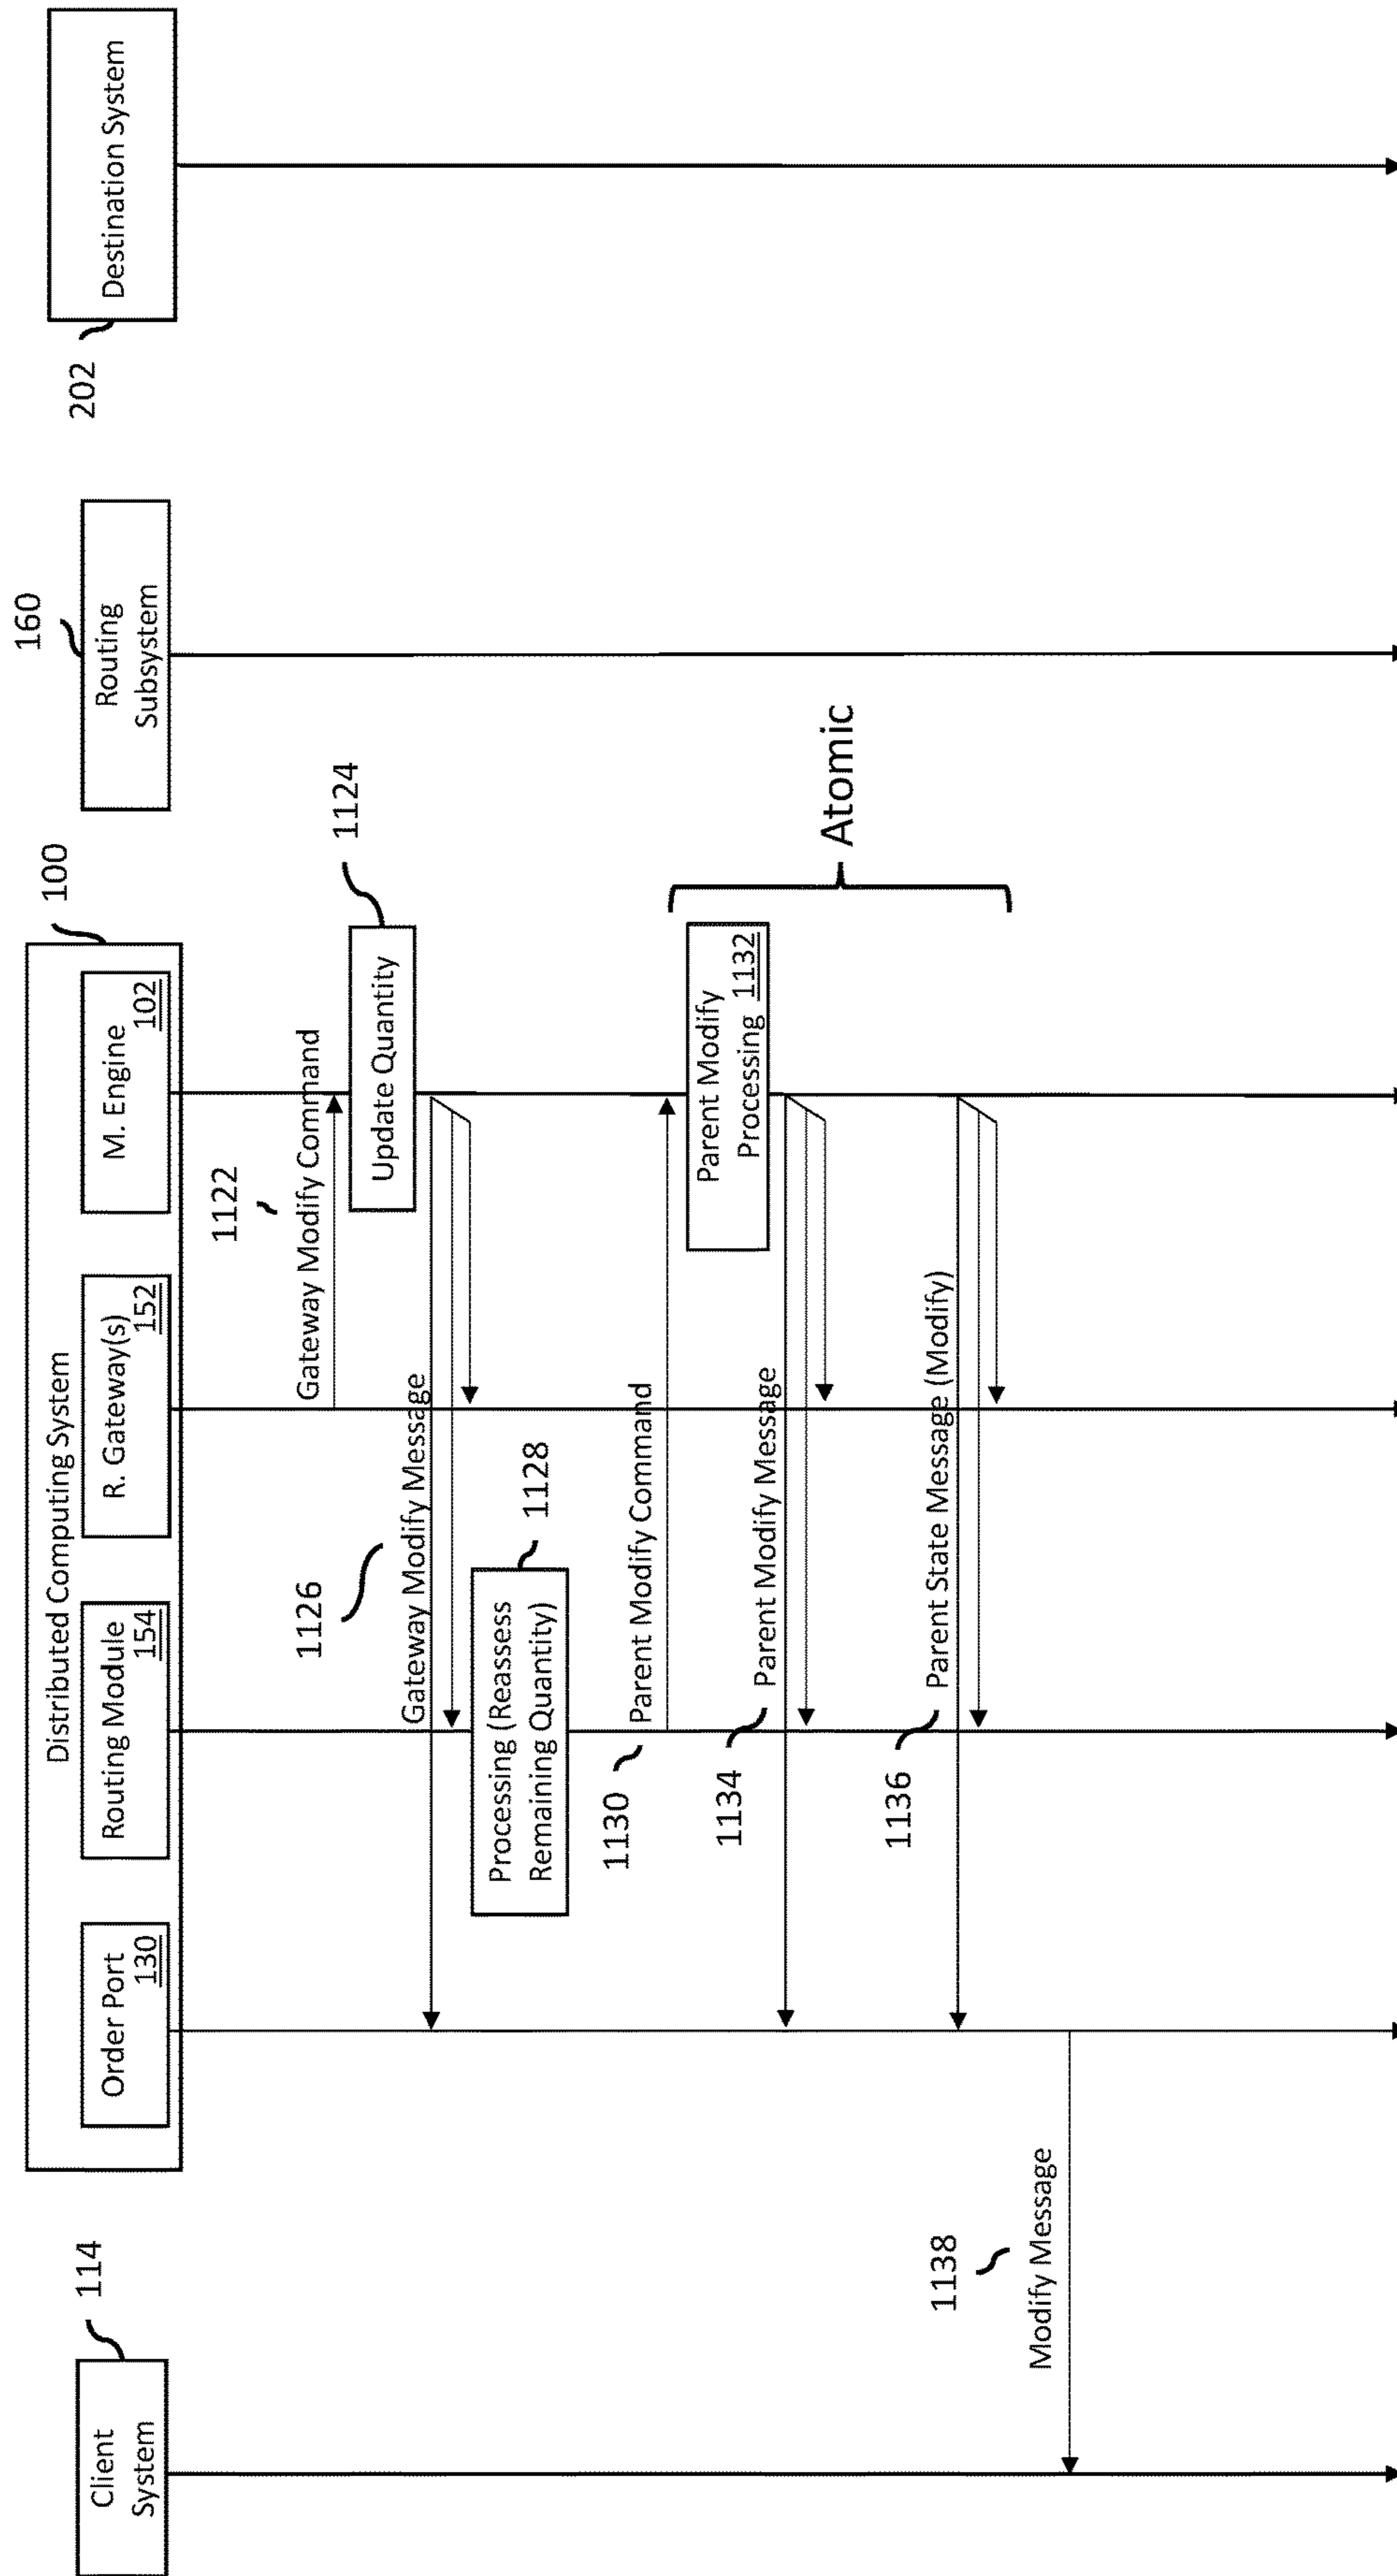 114
Client
System
Distributed Computing System
100
Order Port
130
Routing Module
154
R. Gateway(s)
152
M. Engine
102
160
Routing
Subsystem
202
Destination System
1122
Gateway Modify Command
1124
Update Quantity
1126
Gateway Modify Message
1128
Processing (Reassess
Remaining Quantity)
1130
Parent Modify Command
Parent Modify
Processing 1132
Atomic
1134
Parent Modify Message
1136
Parent State Message (Modify)
1138
Modify Message